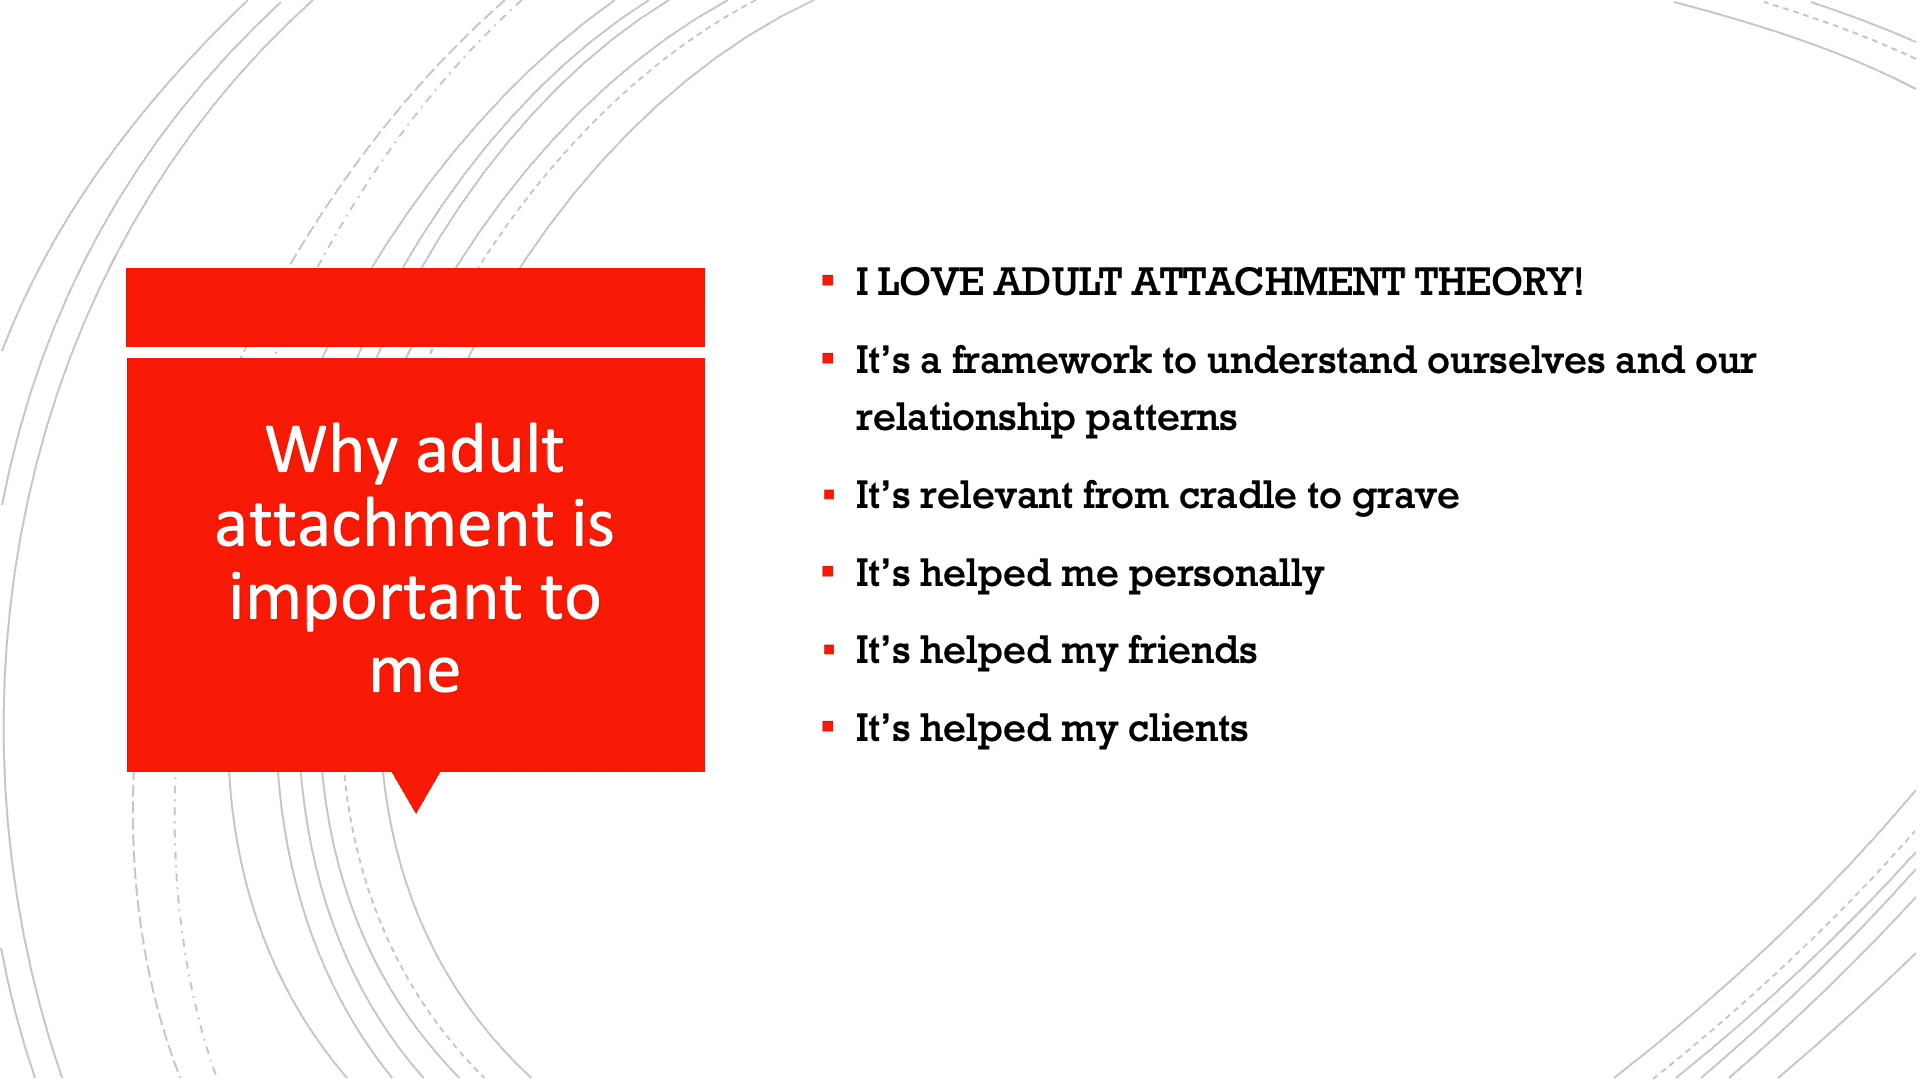 Why adult
attachment is
important to
me
I LOVE ADULT ATTACHMENT THEORY!
It’s a framework to understand ourselves and our
relationship patterns
It’s relevant from cradle to grave
It’s helped me personally
It’s helped my friends
It’s helped my clients